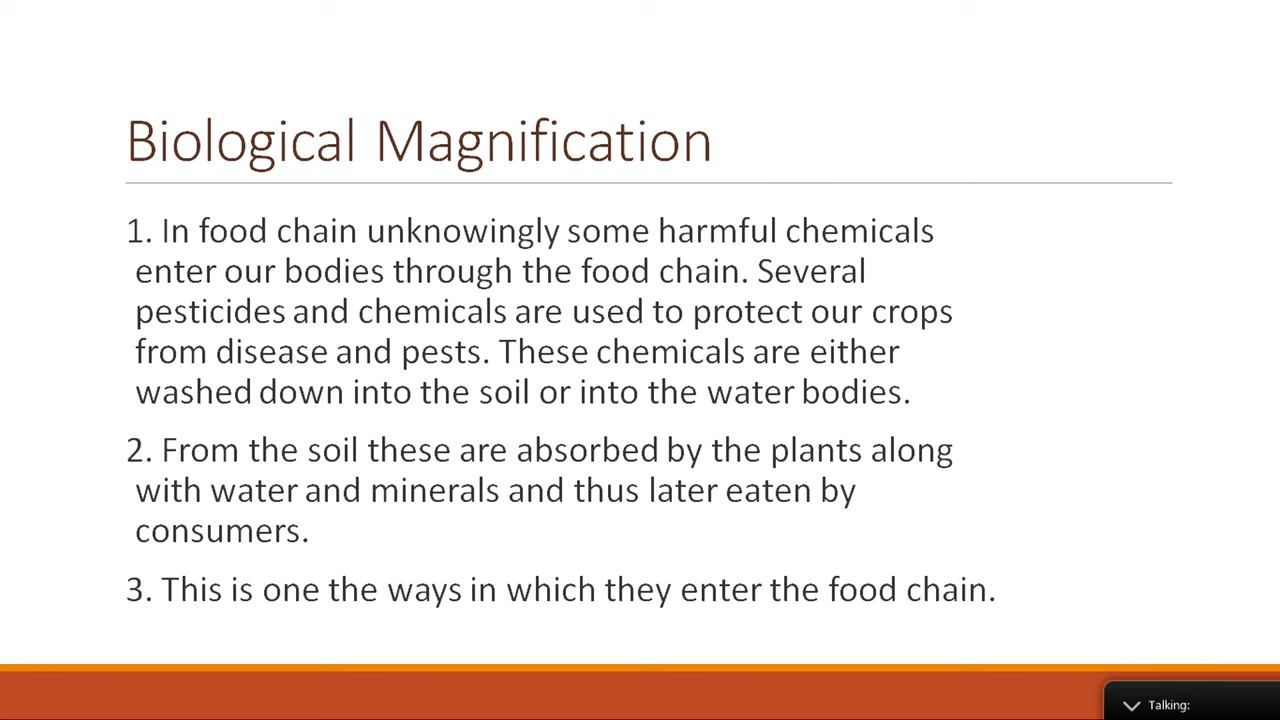 Biological Magnification
1. In food chain unknowingly some harmful chemicals
enter our bodies through the food chain. Several
pesticides and chemicals are used to protect our crops
from disease and pests. These chemicals are either
washed down into the soil or into the water bodies.
2. From the soil these are absorbed by the plants along
with water and minerals and thus later eaten by
consumers.
3. This is one the ways in which they enter the food chain.
Talking: